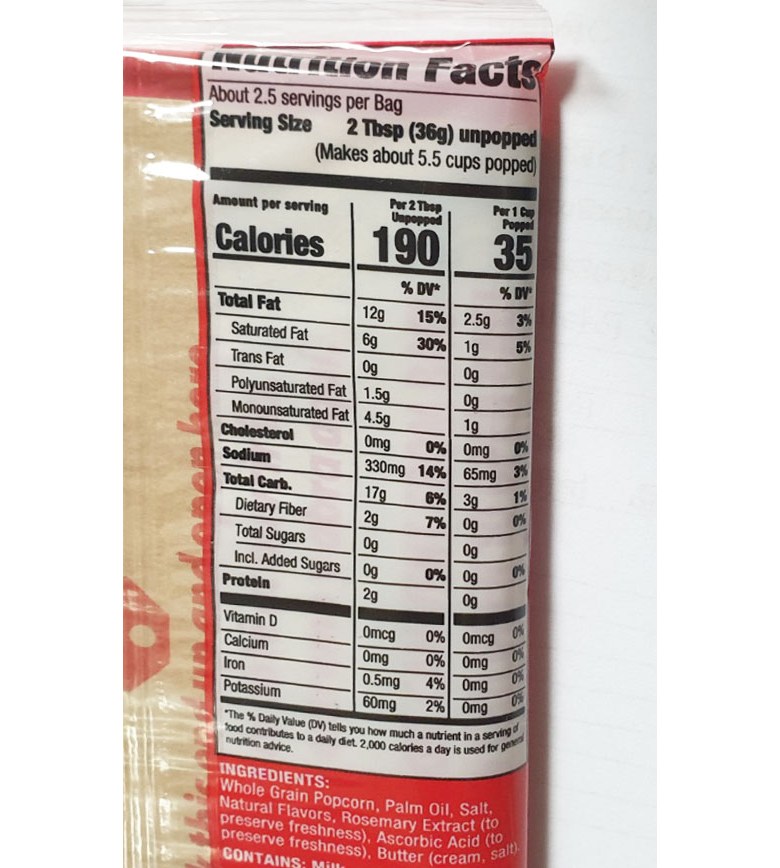 Nutrition Facts
About 2.5 servings per Bag
Serving Size 2 Tbsp (36g) unpopped
(Makes about 5.5 cups popped)
Amount per serving Per 2 Tbsp Unpopped Per 1 Cup Popped
Calories 190 35
% DV* % DV*
Total Fat 12g 15% 2.5g 3%
Saturated Fat 6g 30% 1g 5%
Trans Fat 0g 0g
Polyunsaturated Fat 1.5g 0g
Monounsaturated Fat 4.5g 1g
Cholesterol 0mg 0% 0mg 0%
Sodium 330mg 14% 65mg 3%
Total Carb. 17g 6% 3g 1%
Dietary Fiber 2g 7% 0g 0%
Total Sugars 0g 0g
Incl. Added Sugars 0g 0% 0g 0%
Protein 2g 0g
Vitamin D 0mcg 0% 0mcg 0%
Calcium 0mg 0% 0mg 0%
Iron 0.5mg 4% 0mg 0%
Potassium 60mg 2% 0mg 0%
*The % Daily Value (DV) tells you how much a nutrient in a serving of
food contributes to a daily diet. 2,000 calories a day is used for general
nutrition advice.
INGREDIENTS:
Whole Grain Popcorn, Palm Oil, Salt,
Natural Flavors, Rosemary Extract (to
preserve freshness), Ascorbic Acid (to
preserve freshness), Butter (cream, salt).
CONTAINS: Milk